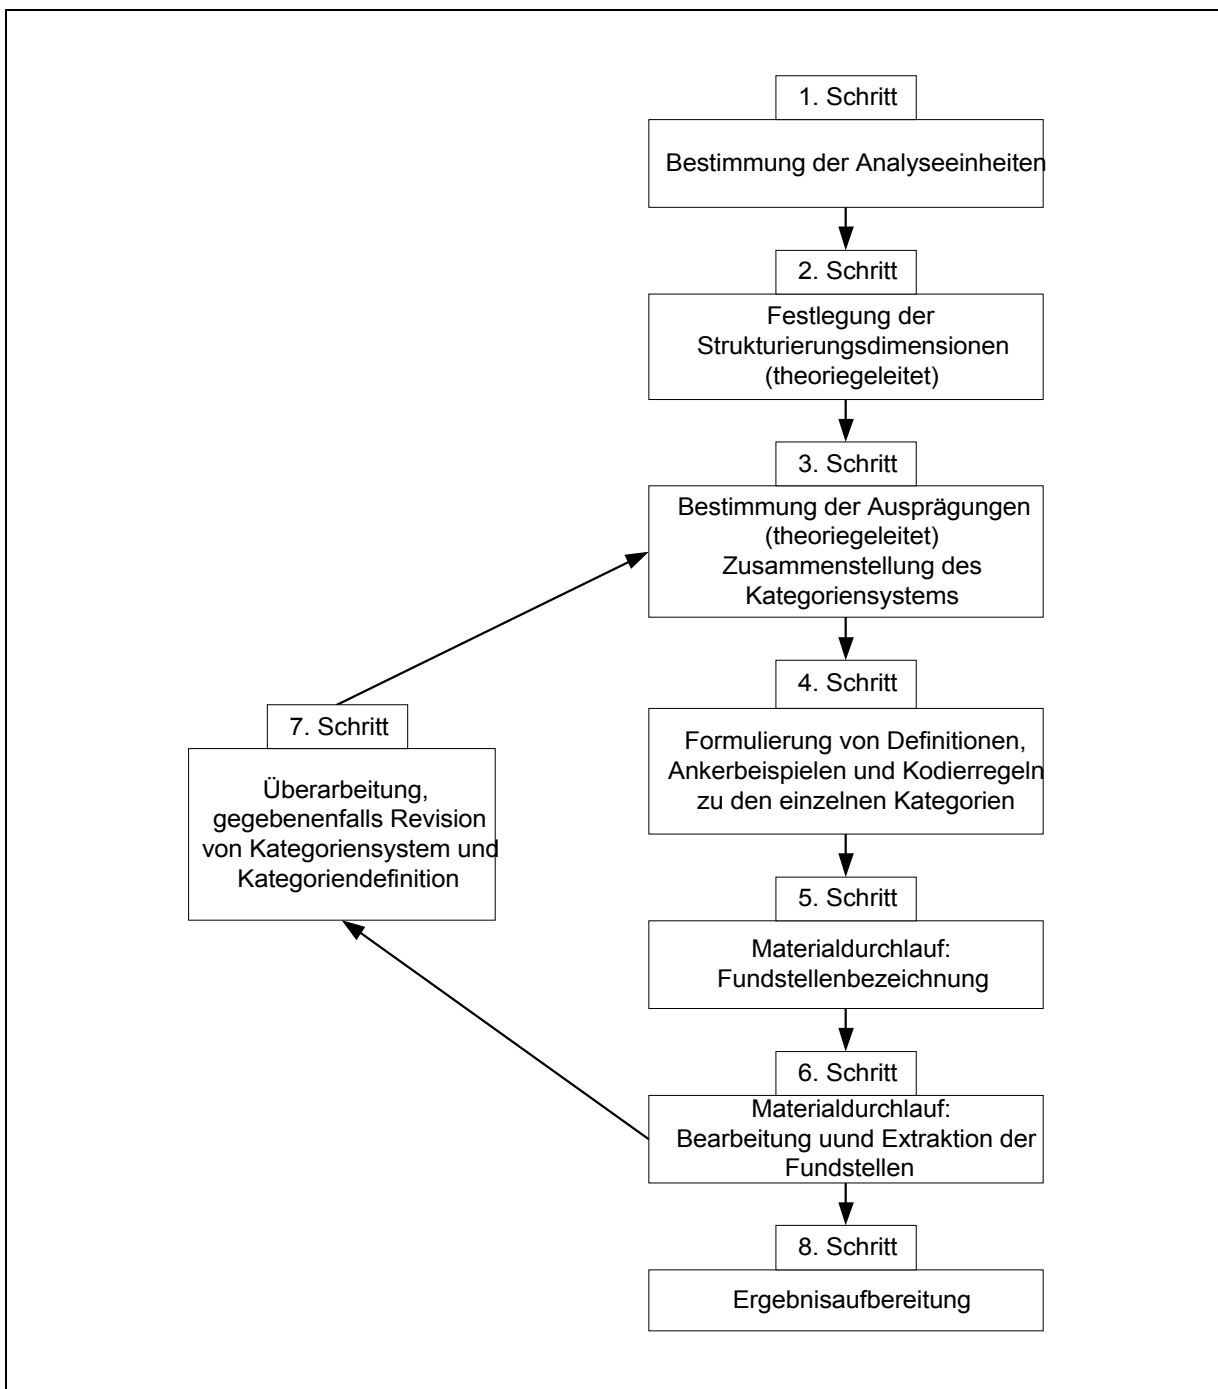 1. Schritt
Bestimmung der Analyseeinheiten
2. Schritt
Festlegung der
Strukturierungsdimensionen
(theoriegeleitet)
3. Schritt
Bestimmung der Ausprägungen
(theoriegeleitet)
Zusammenstellung des
Kategoriensystems
4. Schritt
Formulierung von Definitionen,
Ankerbeispielen und Kodierregeln
zu den einzelnen Kategorien
5. Schritt
Materialdurchlauf:
Fundstellenbezeichnung
6. Schritt
Materialdurchlauf:
Bearbeitung uund Extraktion der
Fundstellen
7. Schritt
Überarbeitung,
gegebenenfalls Revision
von Kategoriensystem und
Kategoriendefinition
8. Schritt
Ergebnisaufbereitung